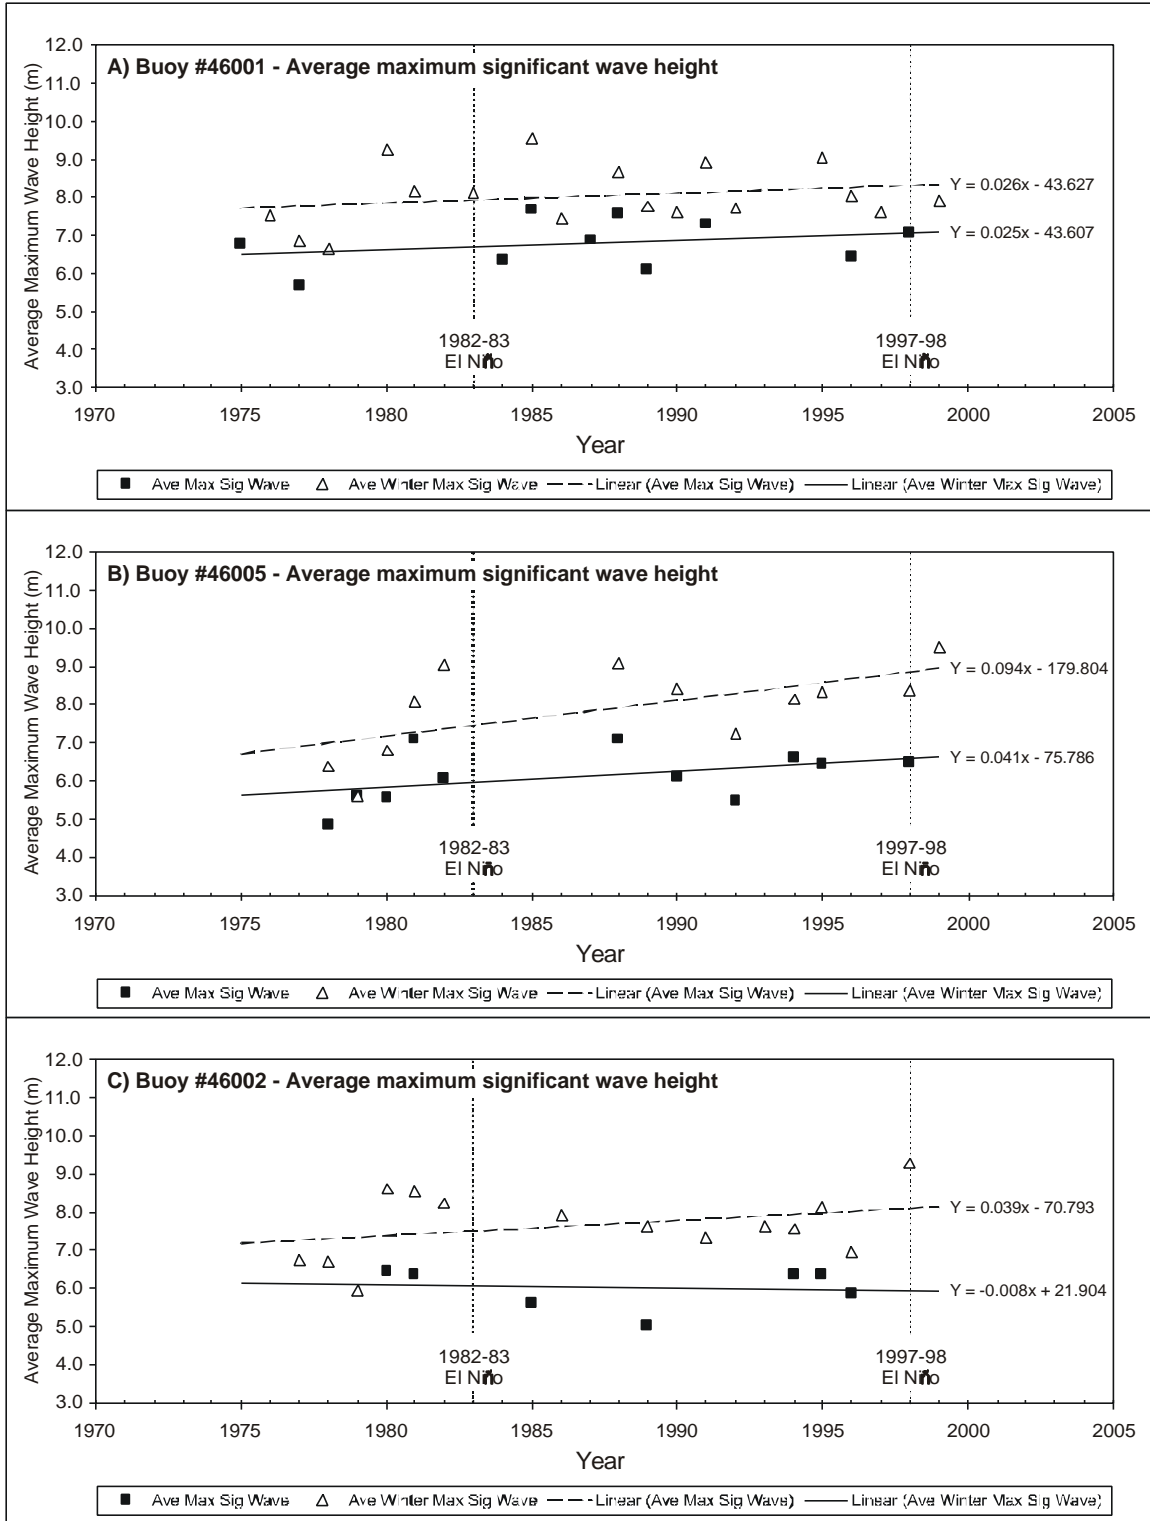 A) Buoy #46001 - Average maximum significant wave height
Average Maximum Wave Height (m)
12.0
11.0
10.0
9.0
8.0
7.0
6.0
5.0
4.0
3.0
Y = 0.026x - 43.627
Y = 0.025x - 43.607
1982-83
El Niño
1997-98
El Niño
1970 1975 1980 1985 1990 1995 2000 2005
Year
Ave Max Sig Wave Ave Winter Max Sig Wave Linear (Ave Max Sig Wave) Linear (Ave Winter Max Sig Wave)
B) Buoy #46005 - Average maximum significant wave height
Average Maximum Wave Height (m)
12.0
11.0
10.0
9.0
8.0
7.0
6.0
5.0
4.0
3.0
Y = 0.094x - 179.804
Y = 0.041x - 75.786
1982-83
El Niño
1997-98
El Niño
1970 1975 1980 1985 1990 1995 2000 2005
Year
Ave Max Sig Wave Ave Winter Max Sig Wave Linear (Ave Max Sig Wave) Linear (Ave Winter Max Sig Wave)
C) Buoy #46002 - Average maximum significant wave height
Average Maximum Wave Height (m)
12.0
11.0
10.0
9.0
8.0
7.0
6.0
5.0
4.0
3.0
Y = 0.039x - 70.793
Y = -0.008x + 21.904
1982-83
El Niño
1997-98
El Niño
1970 1975 1980 1985 1990 1995 2000 2005
Year
Ave Max Sig Wave Ave Winter Max Sig Wave Linear (Ave Max Sig Wave) Linear (Ave Winter Max Sig Wave)